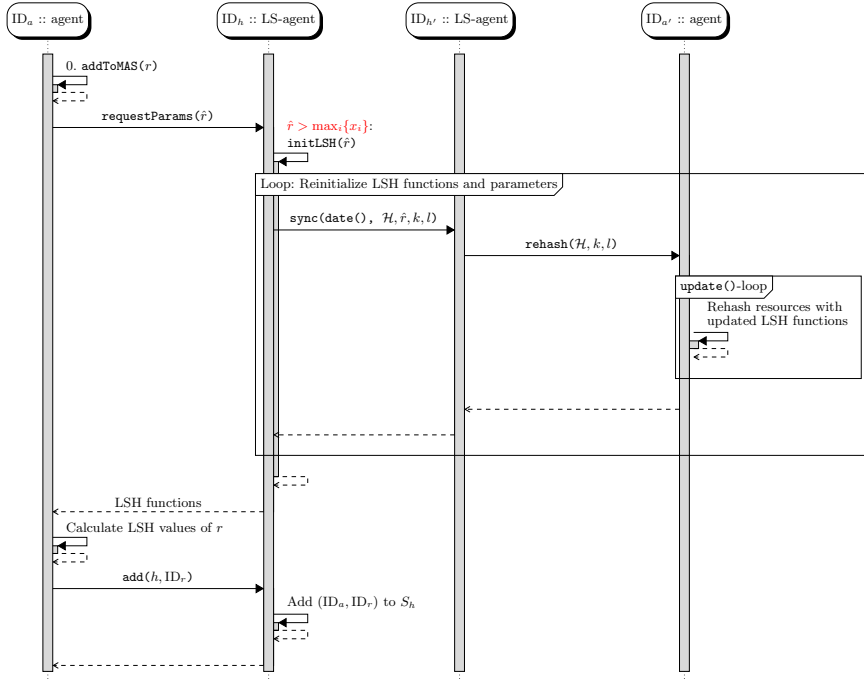 ID_a :: agent
ID_h :: LS-agent
ID_{h′} :: LS-agent
ID_{a′} :: agent
0. addToMAS(r)
requestParams(r̂)
r̂ > max_i{x_i}:
initLSH(r̂)
Loop: Reinitialize LSH functions and parameters
sync(date(), ℋ, r̂, k, l)
rehash(ℋ, k, l)
update()-loop
Rehash resources with
updated LSH functions
LSH functions
Calculate LSH values of r
add(h, ID_r)
Add (ID_a, ID_r) to S_h